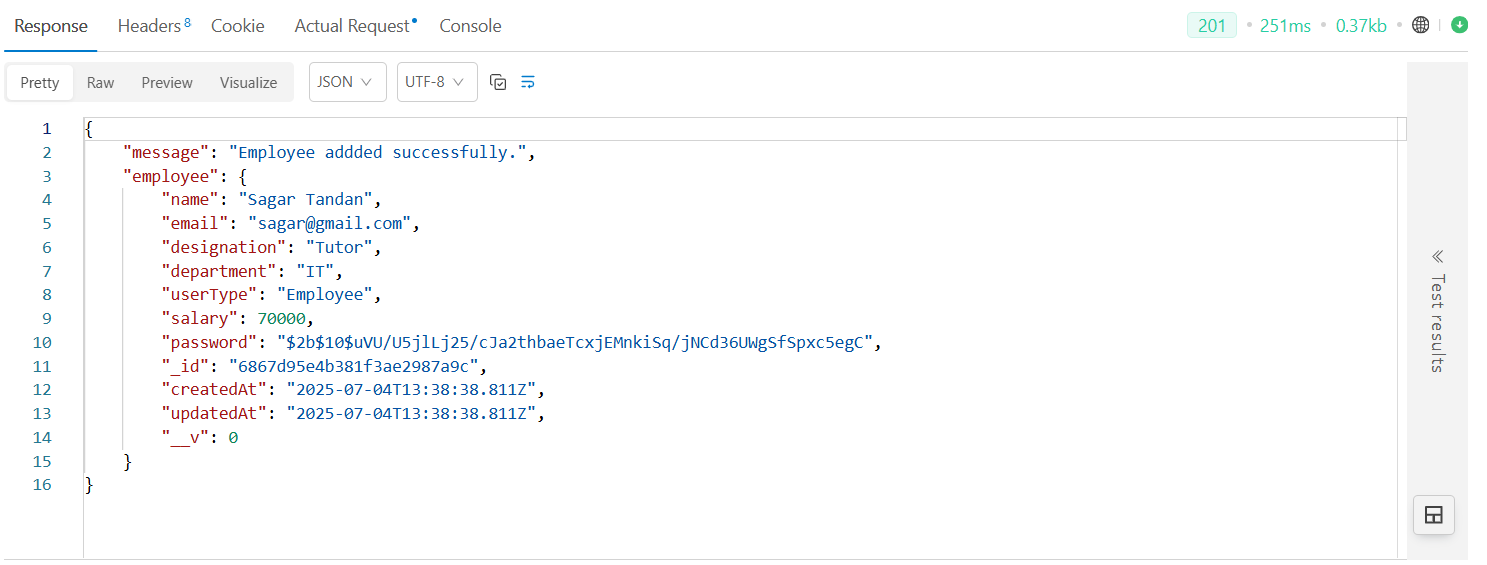 Response Headers 8 Cookie Actual Request Console 201 251ms 0.37kb
Pretty Raw Preview Visualize JSON UTF-8
1 {
2 "message": "Employee addded successfully.",
3 "employee": {
4 "name": "Sagar Tandan",
5 "email": "sagar@gmail.com",
6 "designation": "Tutor",
7 "department": "IT",
8 "userType": "Employee",
9 "salary": 70000,
10 "password": "$2b$10$uVU/U5jlLj25/cJa2thbaeTcxjEMnkiSq/jNCd36UWgSfSpxc5egC",
11 "_id": "6867d95e4b381f3ae2987a9c",
12 "createdAt": "2025-07-04T13:38:38.811Z",
13 "updatedAt": "2025-07-04T13:38:38.811Z",
14 "__v": 0
15 }
16 }
Test results